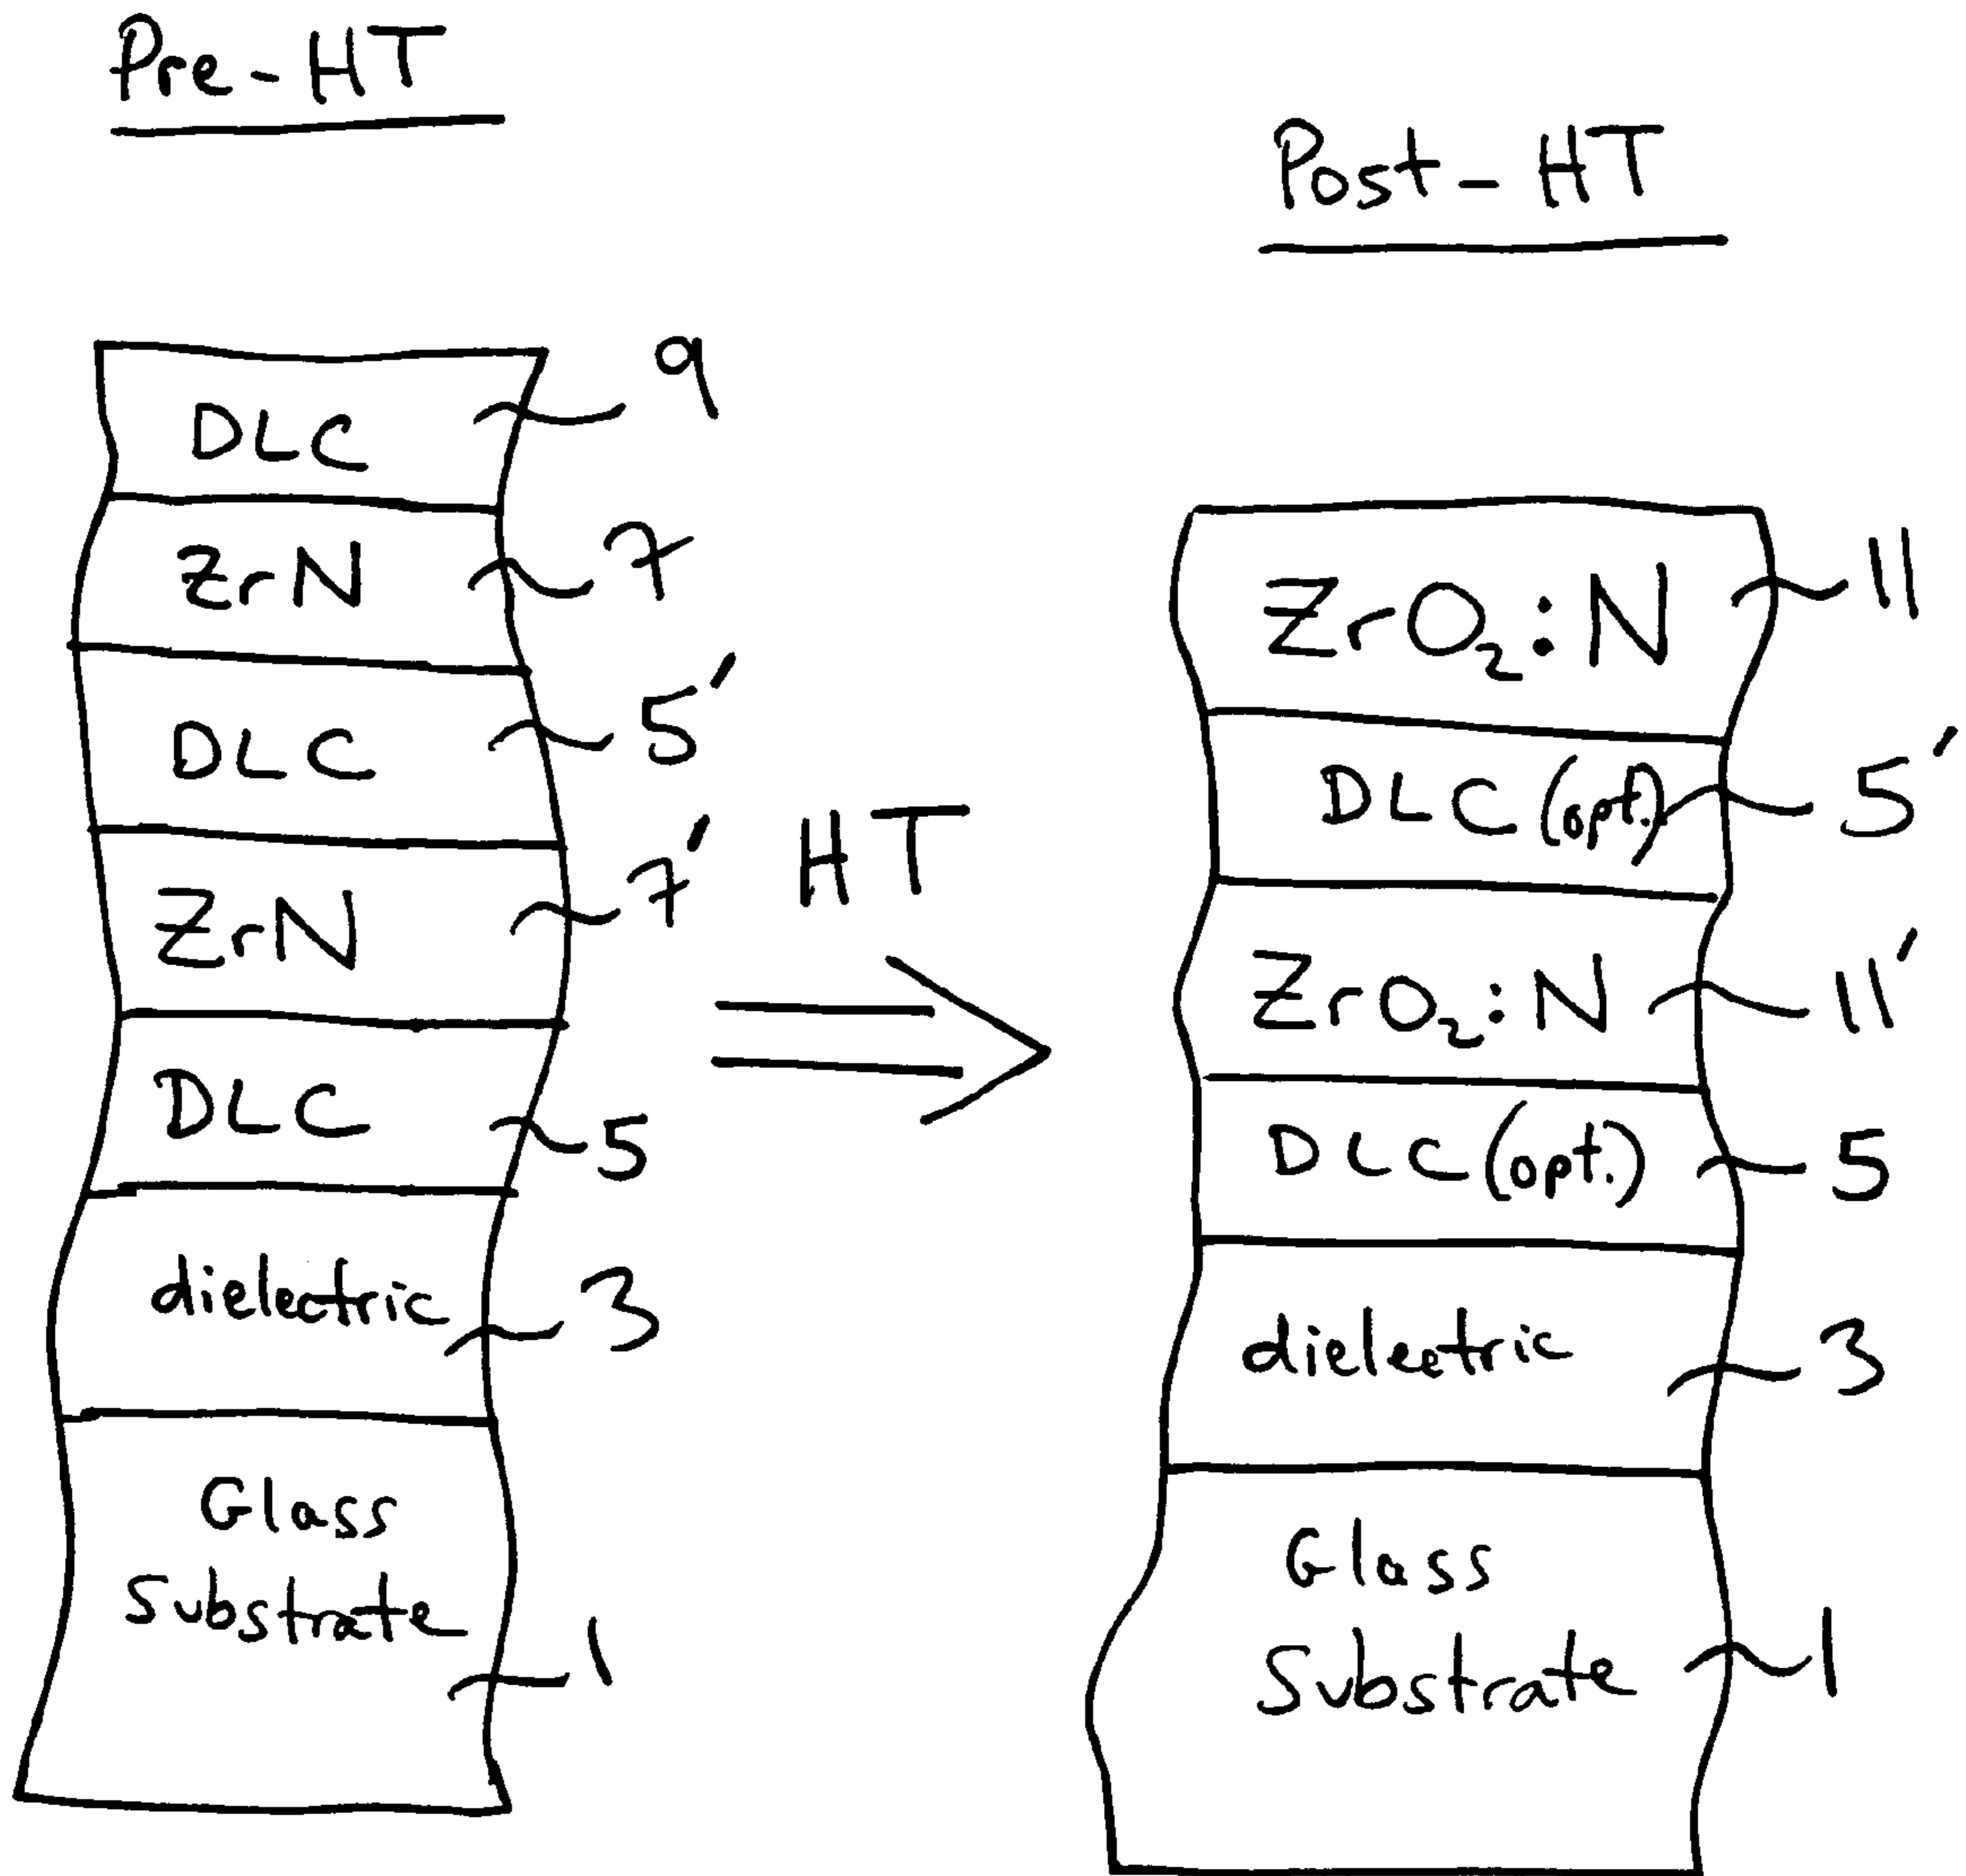 Pre-HT
DLC 9
ZrN 7
DLC 5'
ZrN 7'
DLC 5
dielectric 3
Glass
Substrate 1
HT
Post-HT
ZrO₂:N 11
DLC (opt.) 5'
ZrO₂:N 11'
DLC (opt.) 5
dielectric 3
Glass
Substrate 1